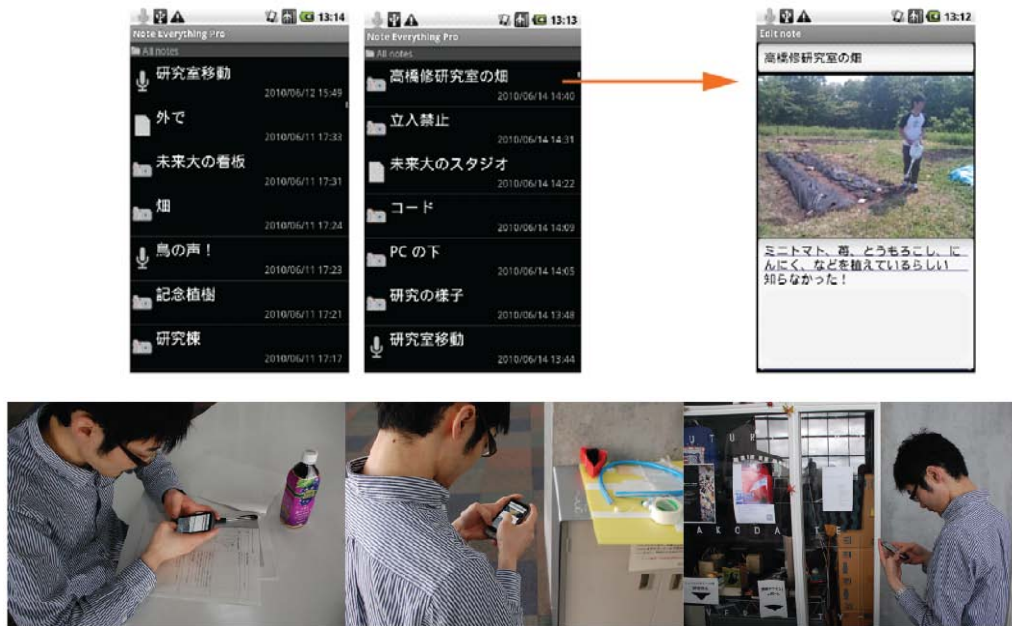 13:14
Note Everything Pro
All notes
研究室移動
2010/06/12 15:49
外で
2010/06/11 17:33
未来大の看板
2010/06/11 17:31
畑
2010/06/11 17:24
鳥の声！
2010/06/11 17:23
記念植樹
2010/06/11 17:21
研究棟
2010/06/11 17:17
13:13
Note Everything Pro
All notes
高橋修研究室の畑
2010/06/14 14:40
立入禁止
2010/06/14 14:31
未来大のスタジオ
2010/06/14 14:22
コード
2010/06/14 14:09
PC の下
2010/06/14 14:05
研究の様子
2010/06/14 13:48
研究室移動
2010/06/14 13:44
13:12
Edit note
高橋修研究室の畑
ミニトマト、苺、とうもろこし、に
んにく、などを植えているらしい
知らなかった！
F U T U R
A K O D A T